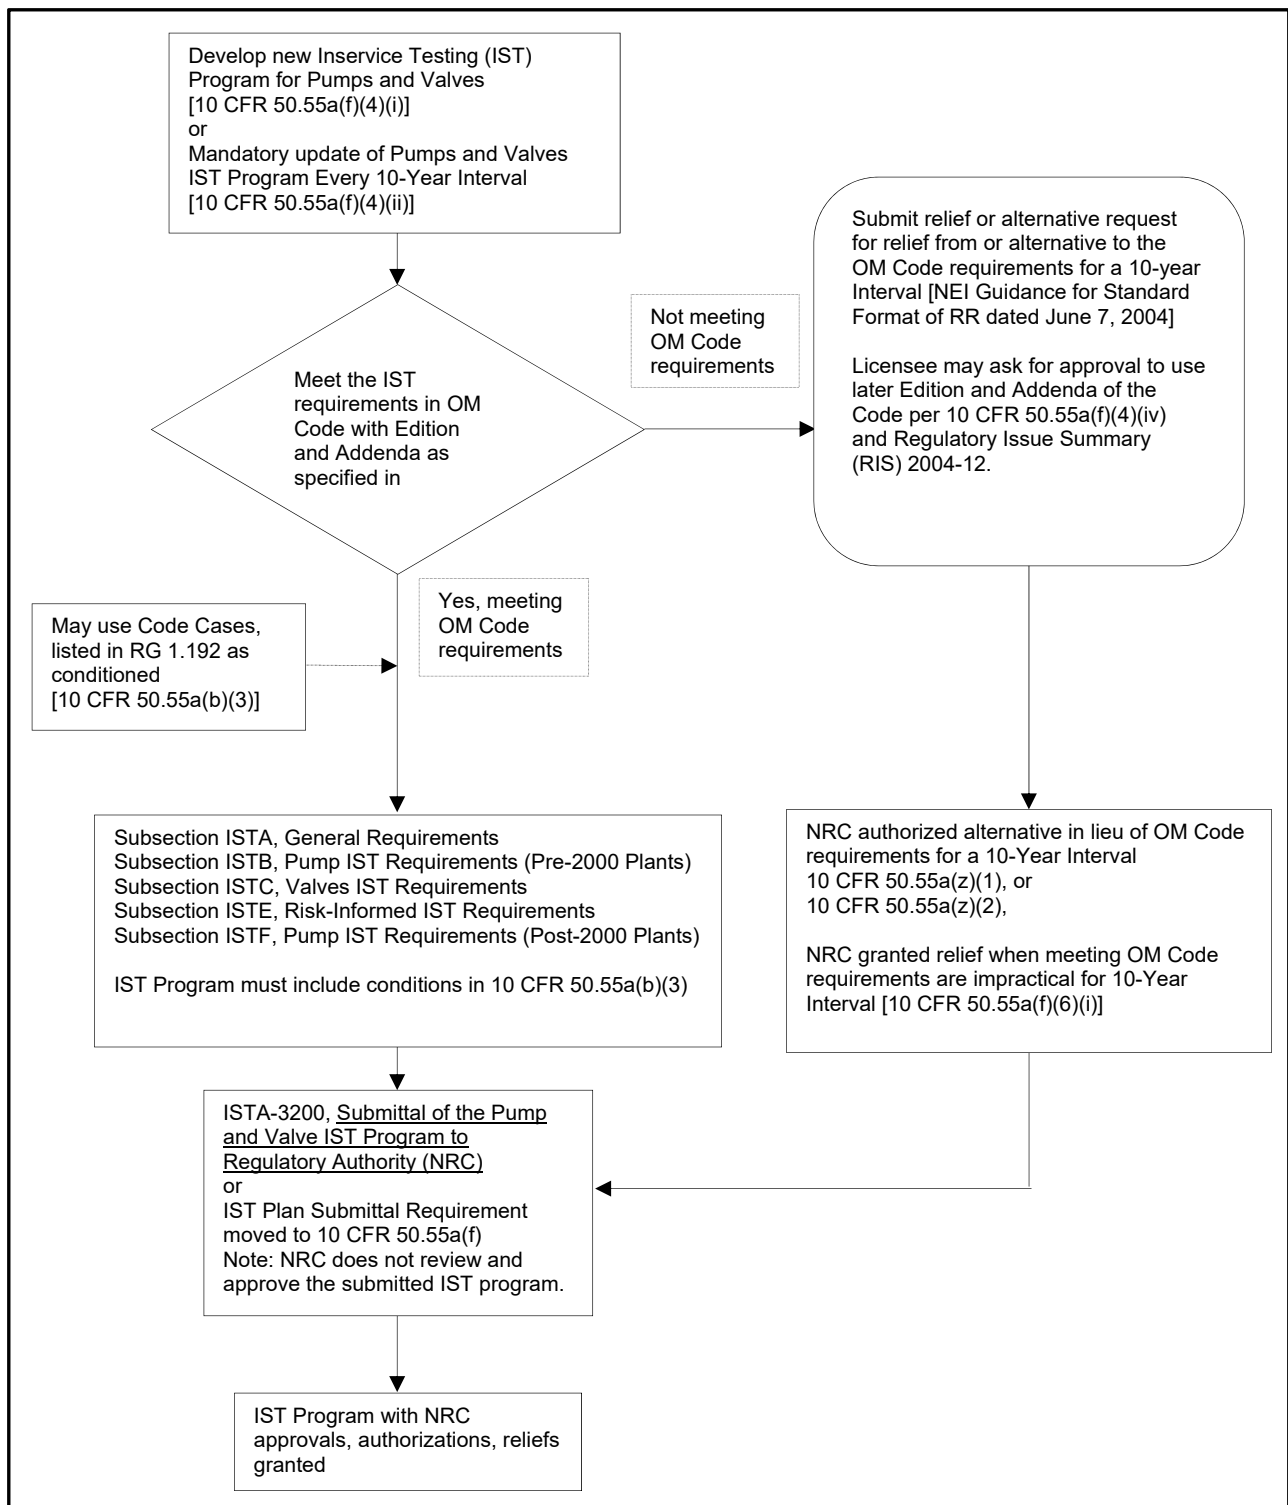 Develop new Inservice Testing (IST)
Program for Pumps and Valves
[10 CFR 50.55a(f)(4)(i)]
or
Mandatory update of Pumps and Valves
IST Program Every 10-Year Interval
[10 CFR 50.55a(f)(4)(ii)]
Submit relief or alternative request
for relief from or alternative to the
OM Code requirements for a 10-year
Interval [NEI Guidance for Standard
Format of RR dated June 7, 2004]
Licensee may ask for approval to use
later Edition and Addenda of the
Code per 10 CFR 50.55a(f)(4)(iv)
and Regulatory Issue Summary
(RIS) 2004-12.
Not meeting
OM Code
requirements
Meet the IST
requirements in OM
Code with Edition
and Addenda as
specified in
Yes, meeting
OM Code
requirements
May use Code Cases,
listed in RG 1.192 as
conditioned
[10 CFR 50.55a(b)(3)]
Subsection ISTA, General Requirements
Subsection ISTB, Pump IST Requirements (Pre-2000 Plants)
Subsection ISTC, Valves IST Requirements
Subsection ISTE, Risk-Informed IST Requirements
Subsection ISTF, Pump IST Requirements (Post-2000 Plants)
IST Program must include conditions in 10 CFR 50.55a(b)(3)
NRC authorized alternative in lieu of OM Code
requirements for a 10-Year Interval
10 CFR 50.55a(z)(1), or
10 CFR 50.55a(z)(2),
NRC granted relief when meeting OM Code
requirements are impractical for 10-Year
Interval [10 CFR 50.55a(f)(6)(i)]
ISTA-3200, Submittal of the Pump
and Valve IST Program to
Regulatory Authority (NRC)
or
IST Plan Submittal Requirement
moved to 10 CFR 50.55a(f)
Note: NRC does not review and
approve the submitted IST program.
IST Program with NRC
approvals, authorizations, reliefs
granted